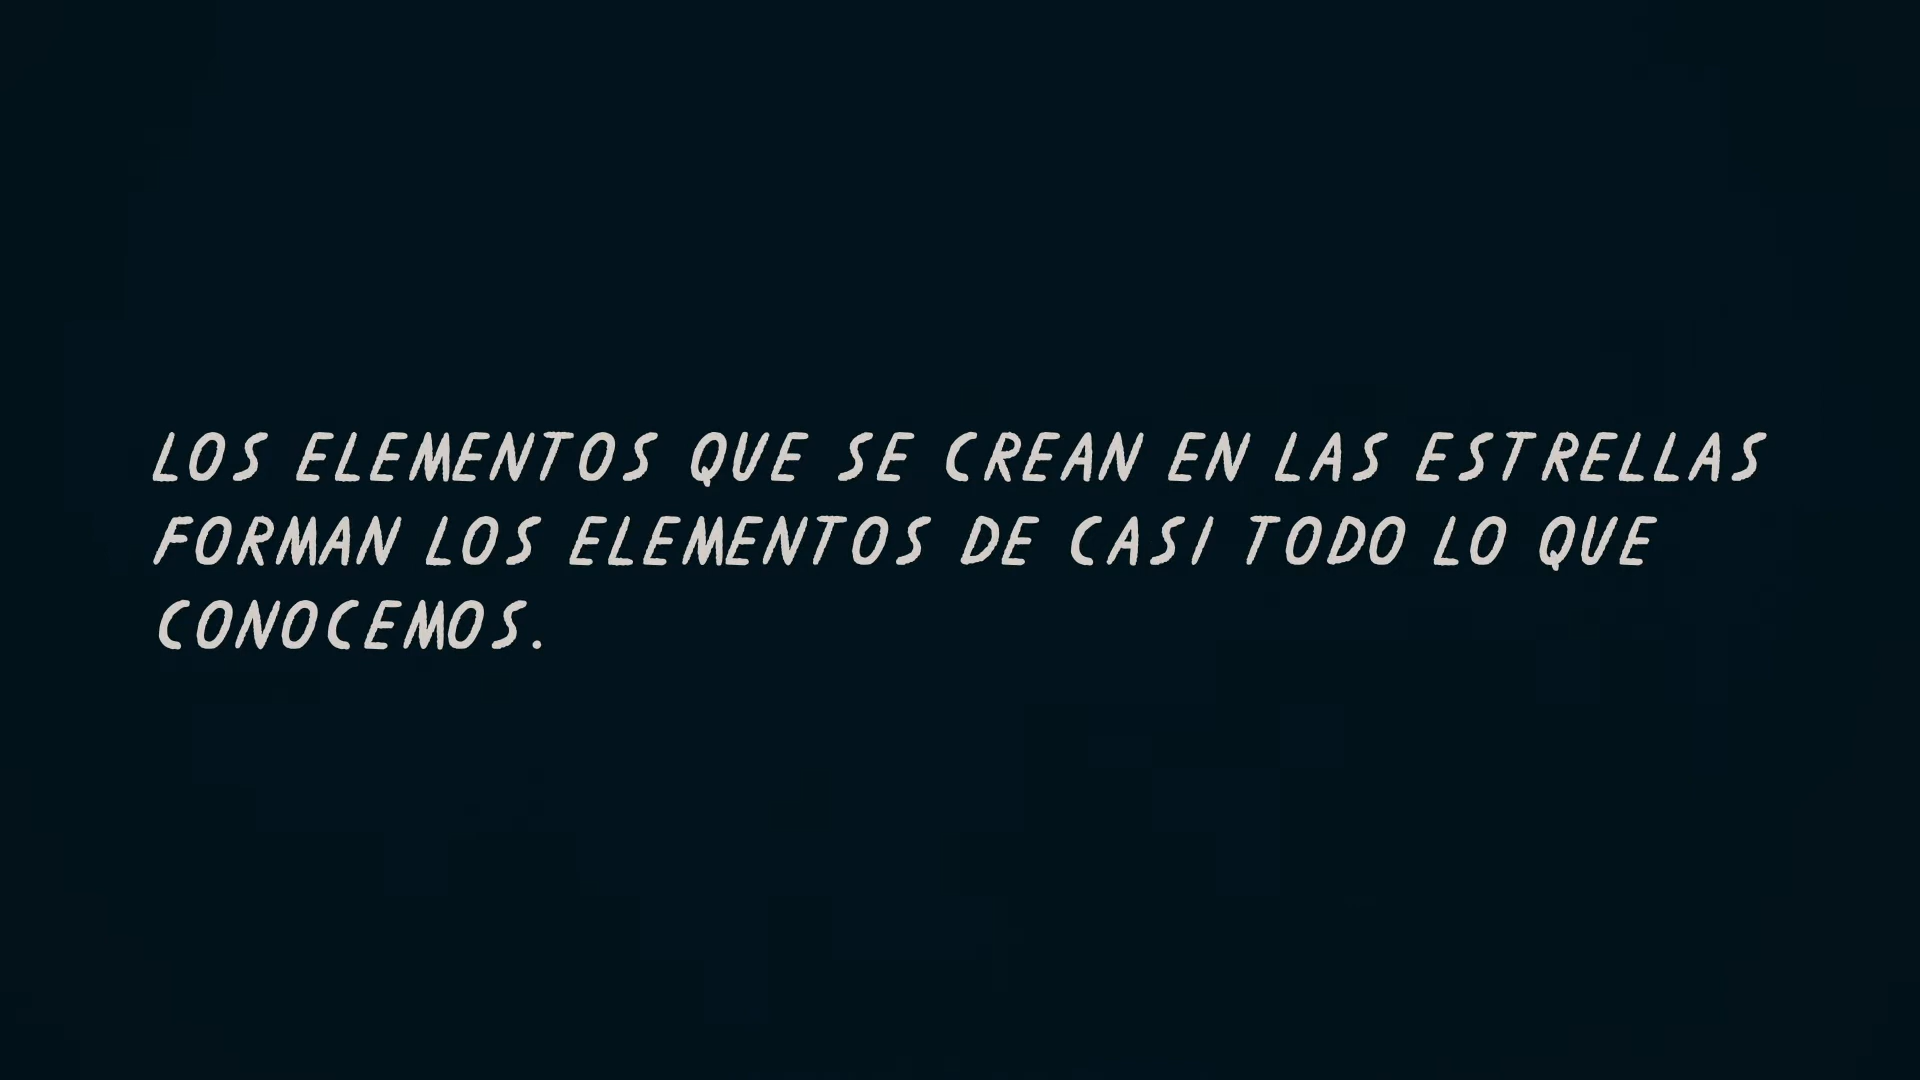 LOS ELEMENTOS QUE SE CREAN EN LAS ESTRELLAS
FORMAN LOS ELEMENTOS DE CASI TODO LO QUE
CONOCEMOS.